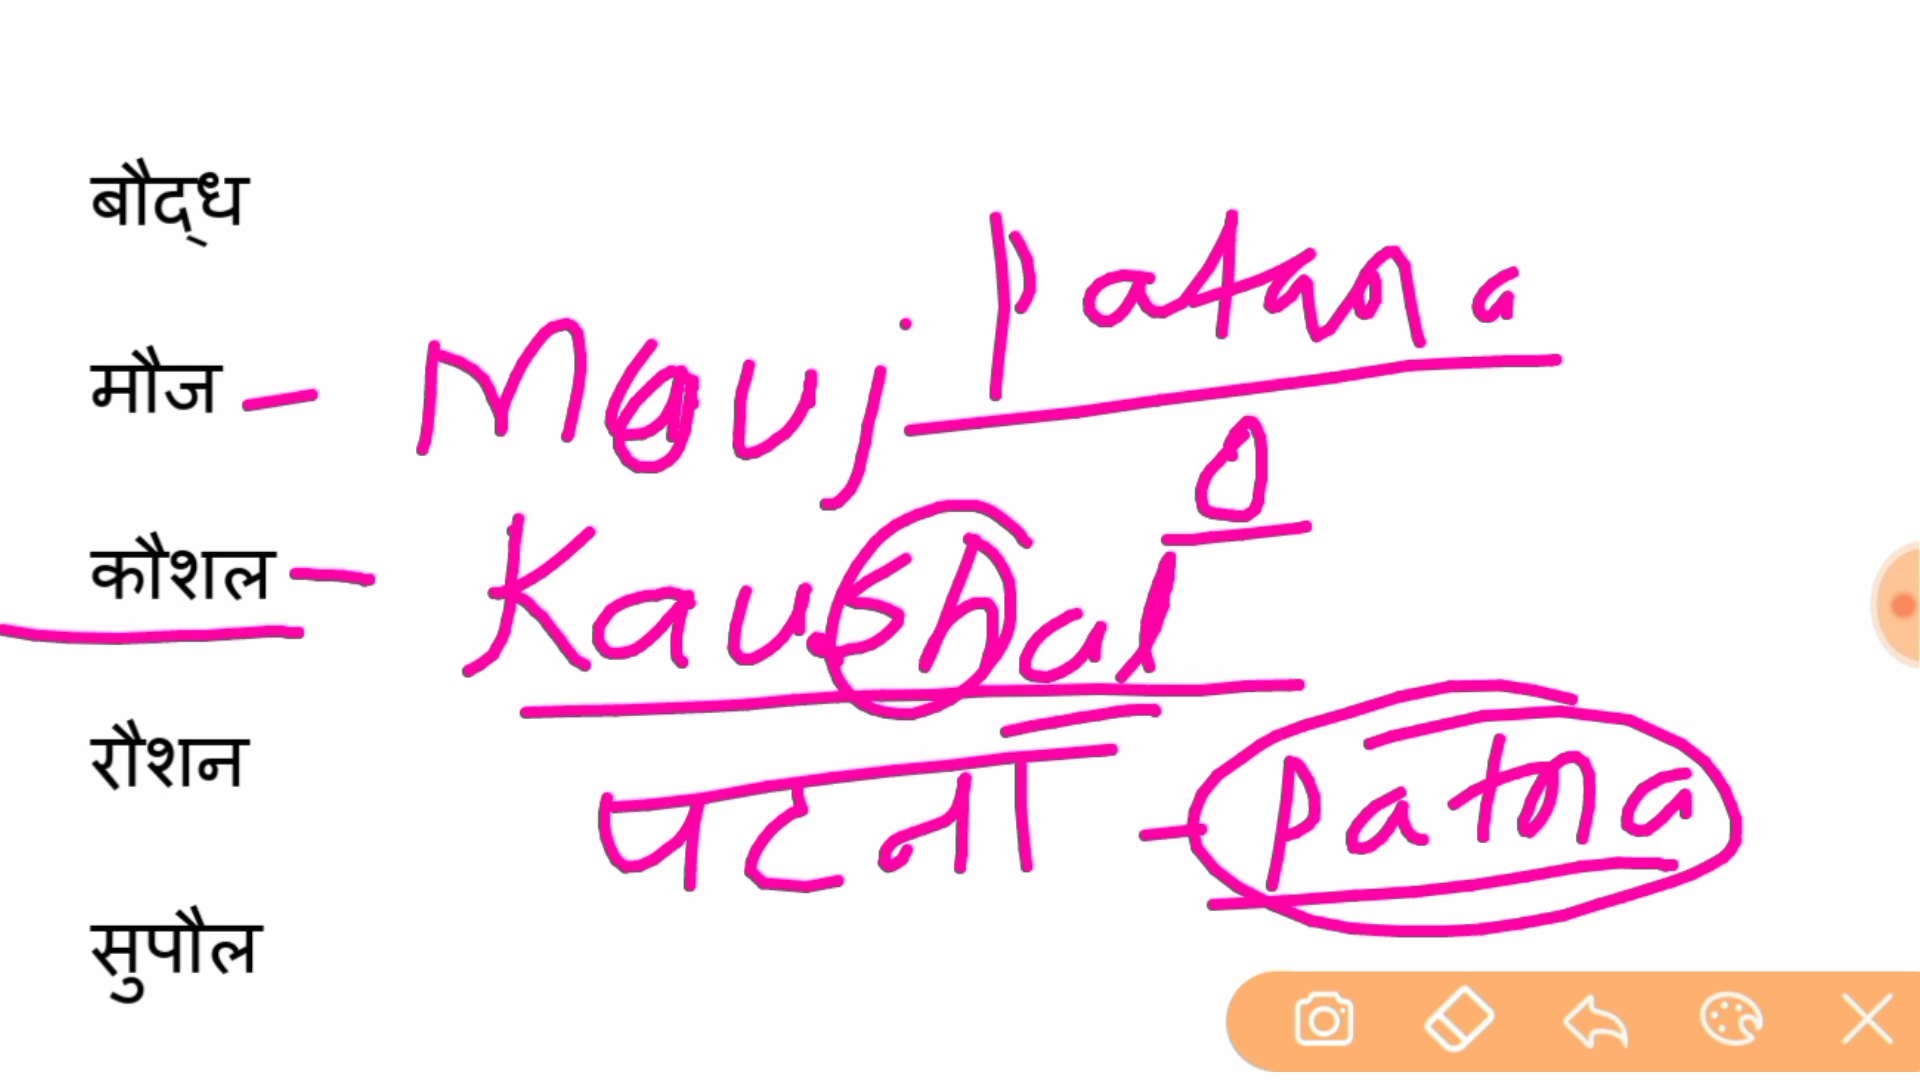 बौद्ध
Patana
मौज - Mauj
a
कौशल - Kaushal
रौशन
पटना - Patna
सुपौल